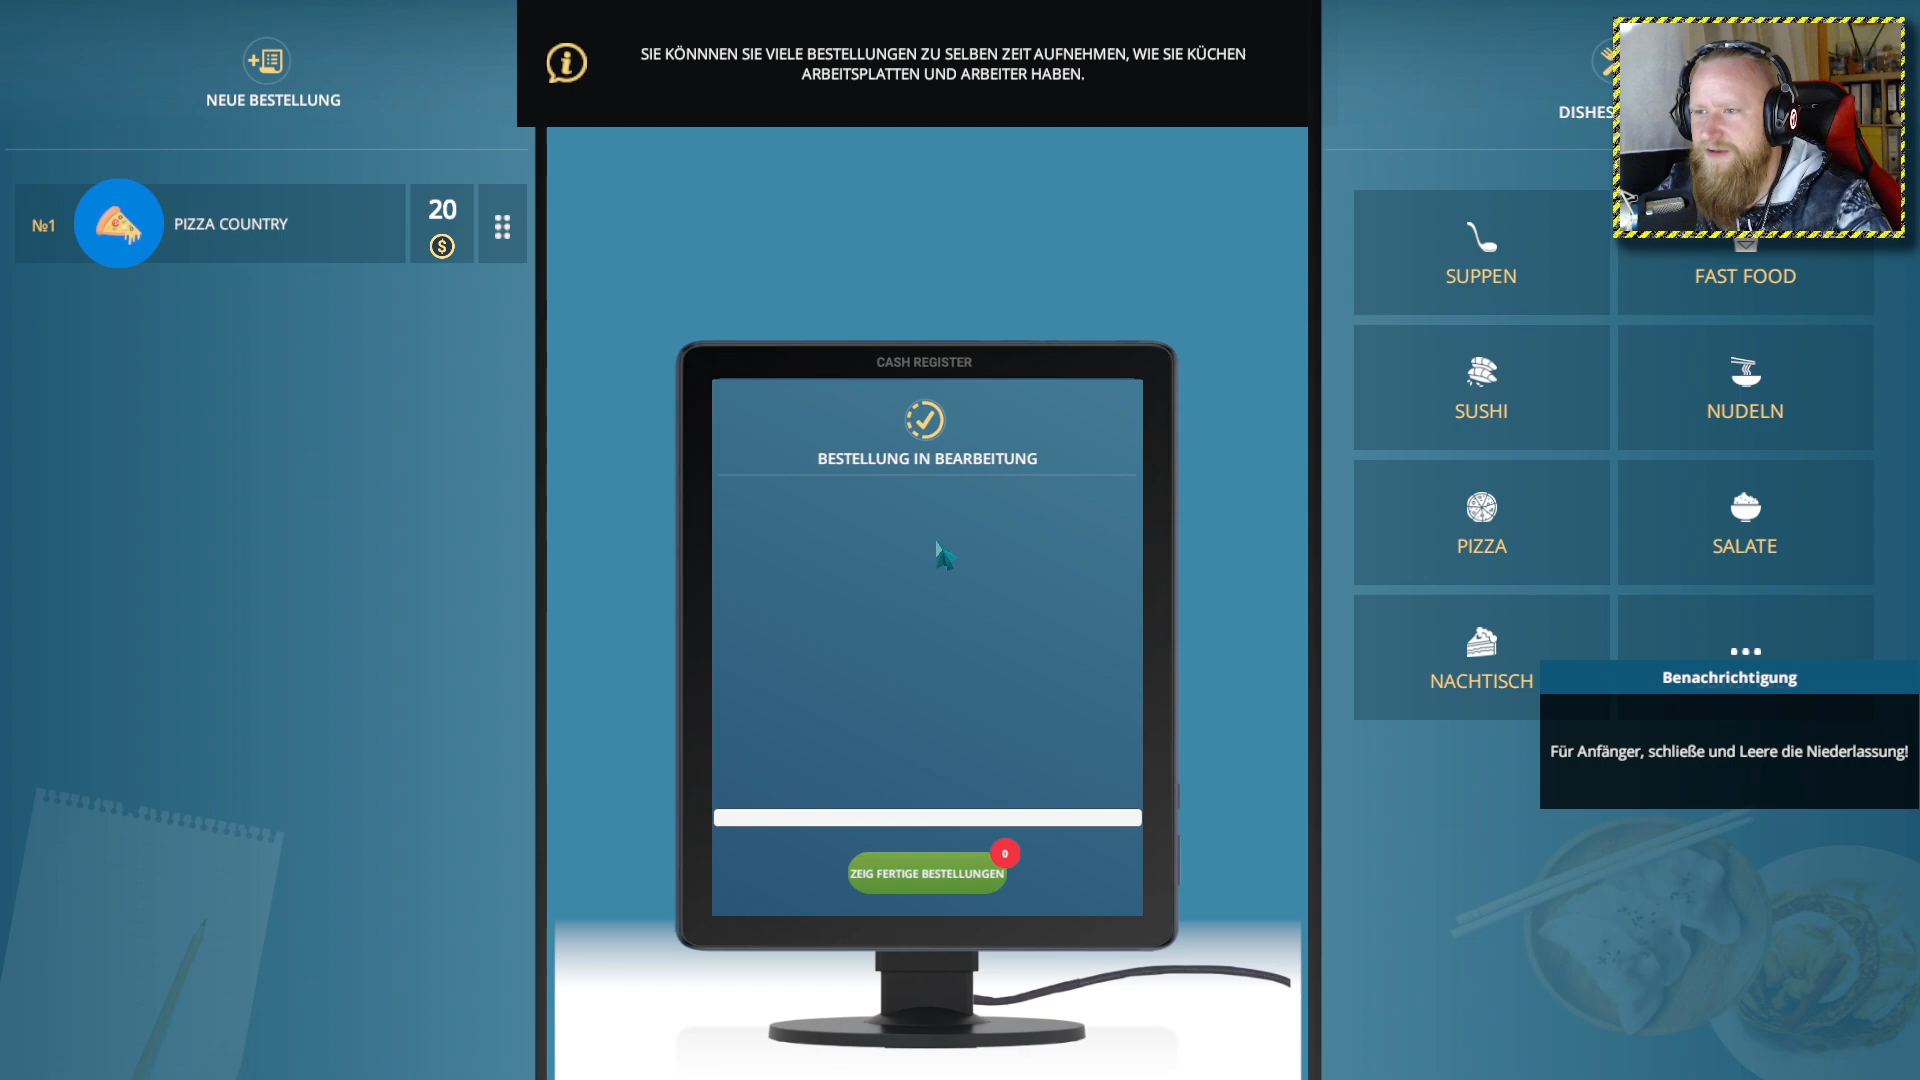 NEUE BESTELLUNG
SIE KÖNNNEN SIE VIELE BESTELLUNGEN ZU SELBEN ZEIT AUFNEHMEN, WIE SIE KÜCHEN
ARBEITSPLATTEN UND ARBEITER HABEN.
DISHES
№1
PIZZA COUNTRY
20
SUPPEN
FAST FOOD
SUSHI
NUDELN
PIZZA
SALATE
NACHTISCH
CASH REGISTER
BESTELLUNG IN BEARBEITUNG
0
ZEIG FERTIGE BESTELLUNGEN
Benachrichtigung
Für Anfänger, schließe und Leere die Niederlassung!